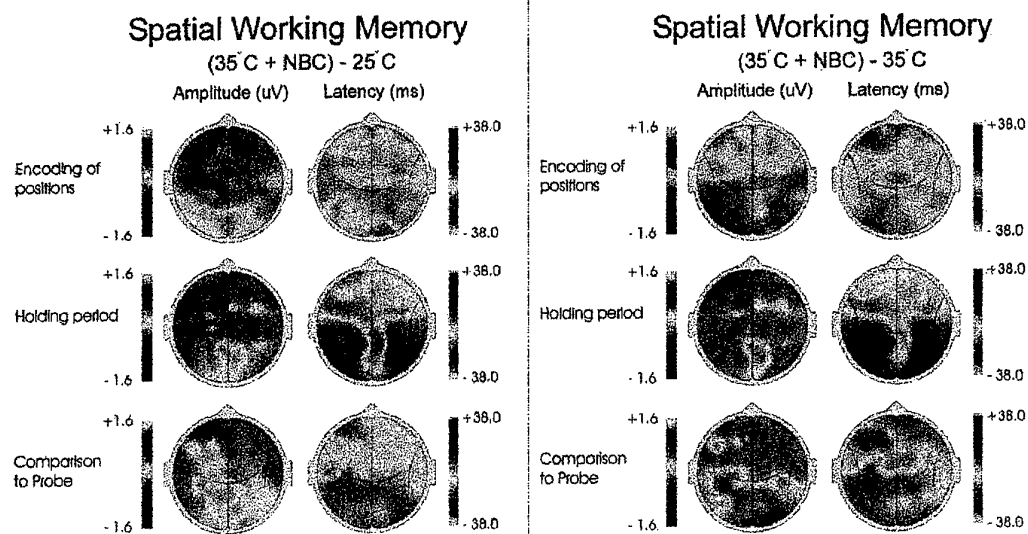 Spatial Working Memory
(35°C + NBC) - 25°C
Amplitude (uV) Latency (ms)
+1.6 +38.0
Encoding of
positions
- 1.6 - 38.0
+1.6 +38.0
Holding period
- 1.6 - 38.0
+1.6 +38.0
Comparison
to Probe
- 1.6 - 38.0
Spatial Working Memory
(35°C + NBC) - 35°C
Amplitude (uV) Latency (ms)
+1.6 +38.0
Encoding of
positions
- 1.6 - 38.0
+1.6 +38.0
Holding period
- 1.6 - 38.0
+1.6 +38.0
Comparison
to Probe
- 1.6 - 38.0